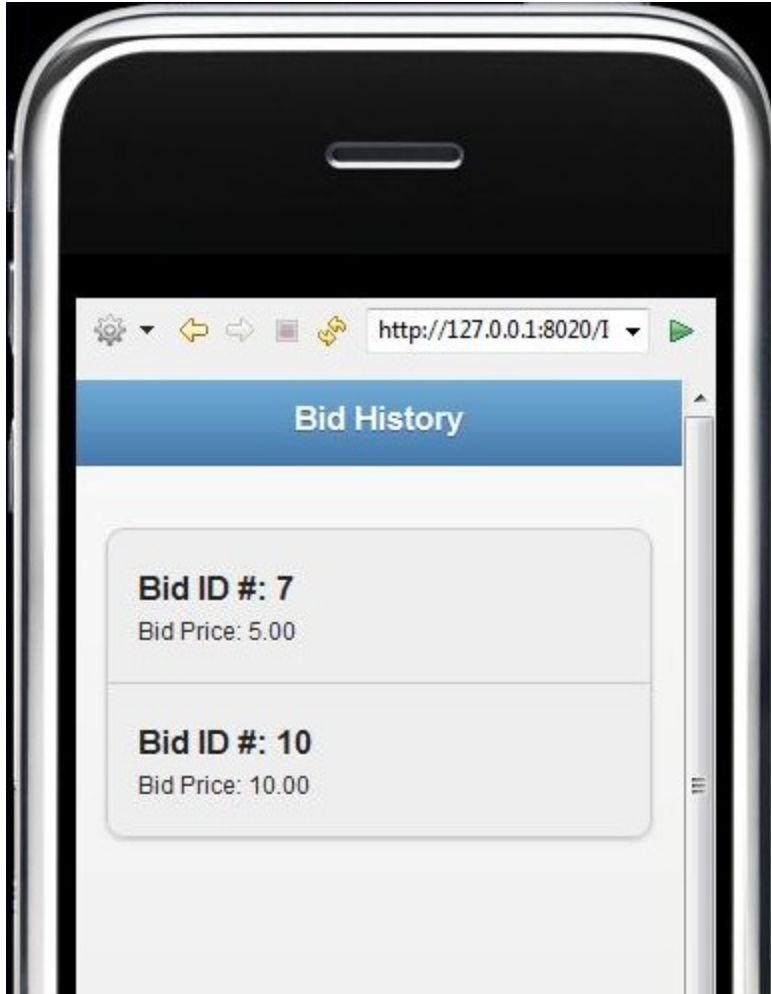 http://127.0.0.1:8020/I
Bid History
Bid ID #: 7
Bid Price: 5.00
Bid ID #: 10
Bid Price: 10.00